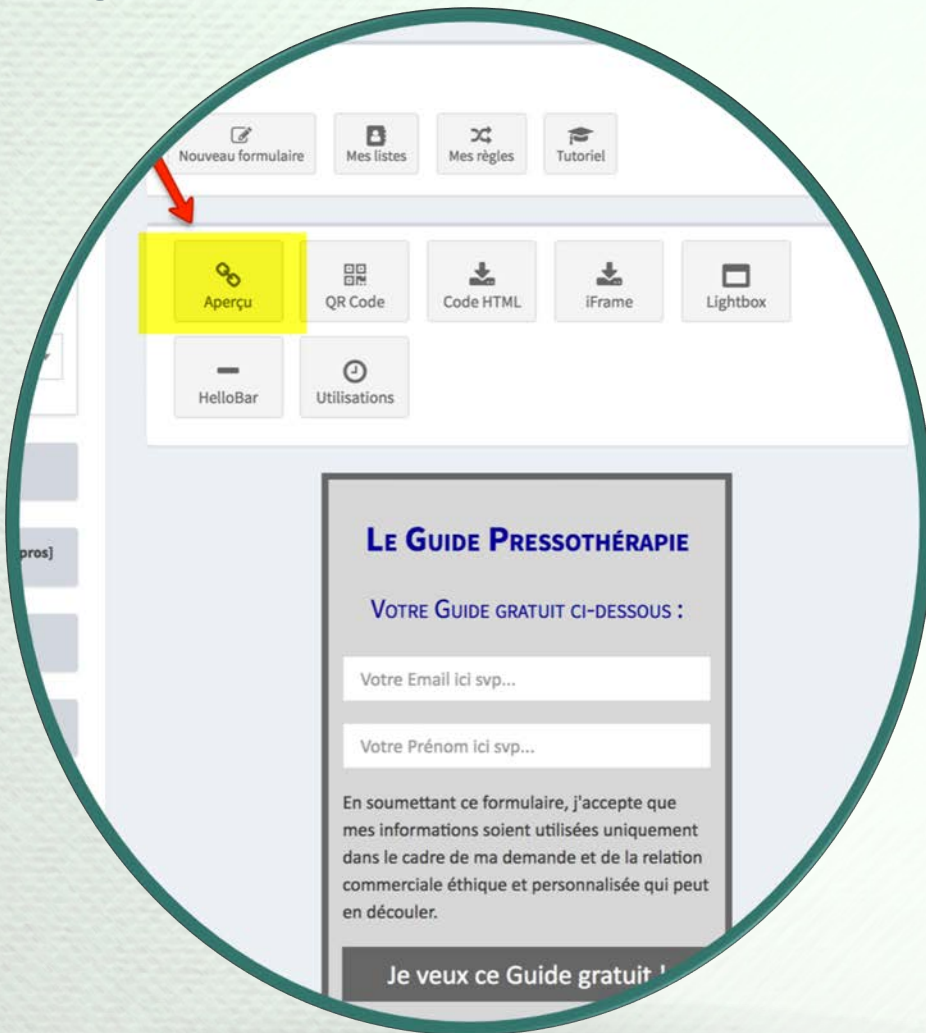 Nouveau formulaire
Mes listes
Mes règles
Tutoriel
Aperçu
QR Code
Code HTML
iFrame
Lightbox
HelloBar
Utilisations
pros]
Le Guide Pressothérapie
Votre Guide gratuit ci-dessous :
Votre Email ici svp...
Votre Prénom ici svp...
En soumettant ce formulaire, j'accepte que
mes informations soient utilisées uniquement
dans le cadre de ma demande et de la relation
commerciale éthique et personnalisée qui peut
en découler.
Je veux ce Guide gratuit !